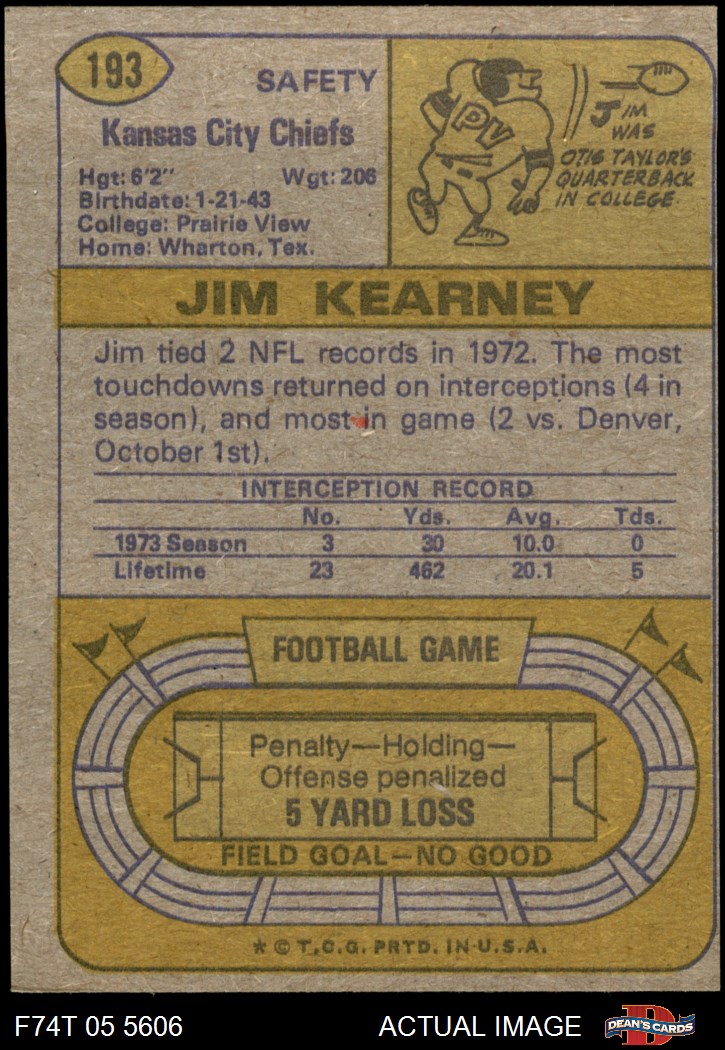 193
SAFETY
Kansas City Chiefs
Hgt: 6'2" Wgt: 206
Birthdate: 1-21-43
College: Prairie View
Home: Wharton, Tex.
PV
JIM
WAS
OTIS TAYLOR'S
QUARTERBACK
IN COLLEGE.
JIM KEARNEY
Jim tied 2 NFL records in 1972. The most
touchdowns returned on interceptions (4 in
season), and most in game (2 vs. Denver,
October 1st).
INTERCEPTION RECORD
No. Yds. Avg. Tds.
1973 Season 3 30 10.0 0
Lifetime 23 462 20.1 5
FOOTBALL GAME
Penalty—Holding—
Offense penalized
5 YARD LOSS
FIELD GOAL—NO GOOD
* © T.C.G. PRTD. IN U.S.A.
F74T 05 5606 ACTUAL IMAGE
D
DEAN'S CARDS